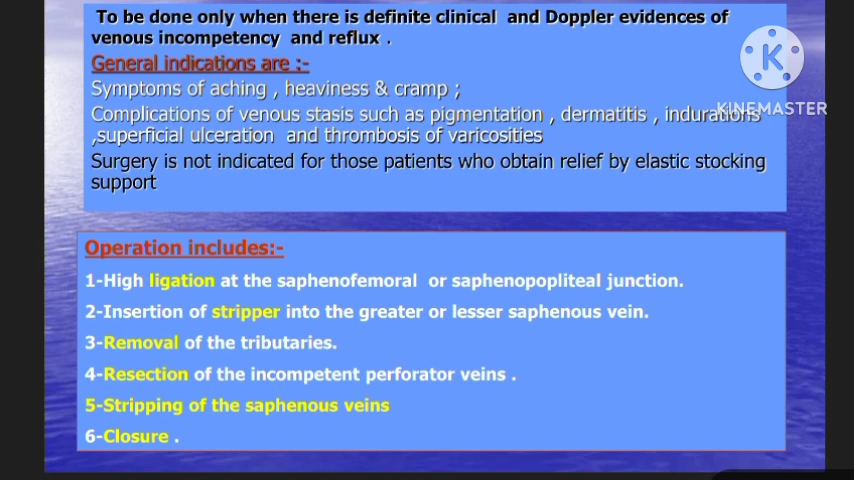 To be done only when there is definite clinical and Doppler evidences of
venous incompetency and reflux .
General indications are :-
Symptoms of aching , heaviness & cramp ;
Complications of venous stasis such as pigmentation , dermatitis , indurations
,superficial ulceration and thrombosis of varicosities
Surgery is not indicated for those patients who obtain relief by elastic stocking
support
K
KINEMASTER
Operation includes:-
1-High ligation at the saphenofemoral or saphenopopliteal junction.
2-Insertion of stripper into the greater or lesser saphenous vein.
3-Removal of the tributaries.
4-Resection of the incompetent perforator veins .
5-Stripping of the saphenous veins
6-Closure .